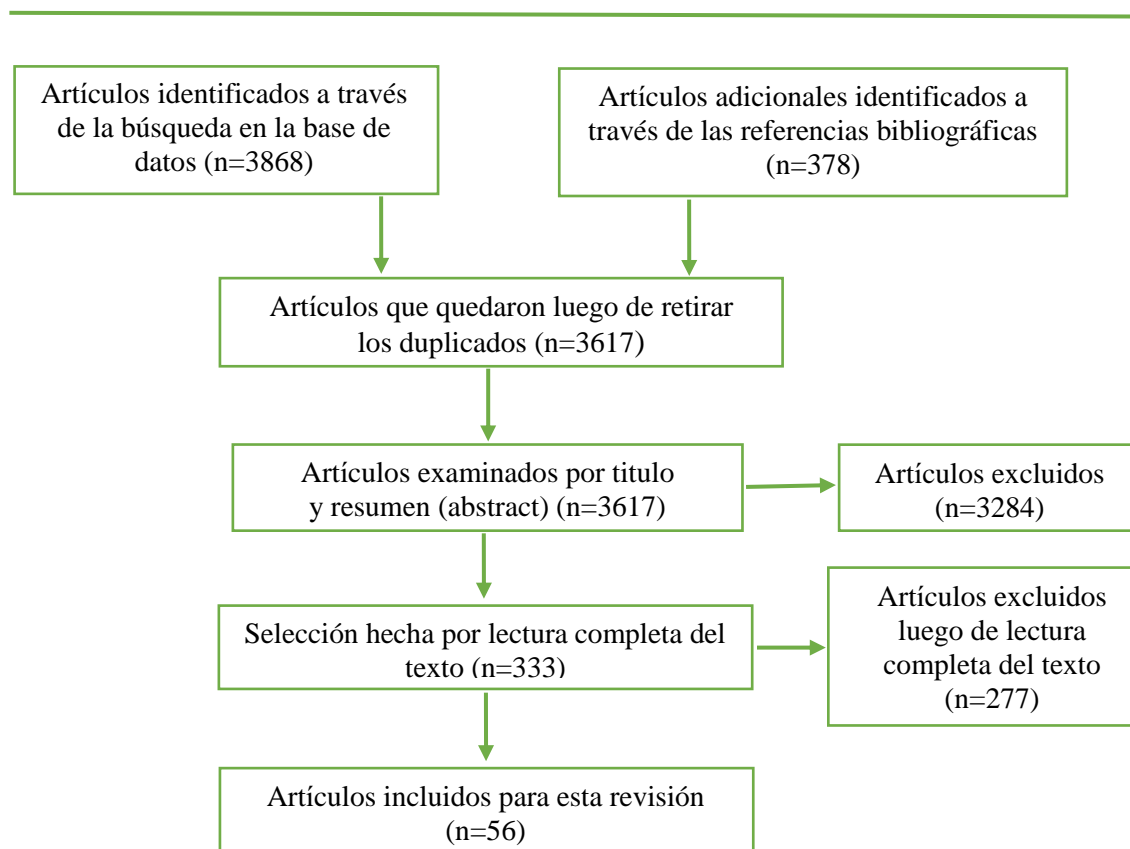 Artículos identificados a través
de la búsqueda en la base de
datos (n=3868)
Artículos adicionales identificados a
través de las referencias bibliográficas
(n=378)
Artículos que quedaron luego de retirar
los duplicados (n=3617)
Artículos examinados por titulo
y resumen (abstract) (n=3617)
Artículos excluidos
(n=3284)
Selección hecha por lectura completa del
texto (n=333)
Artículos excluidos
luego de lectura
completa del texto
(n=277)
Artículos incluidos para esta revisión
(n=56)